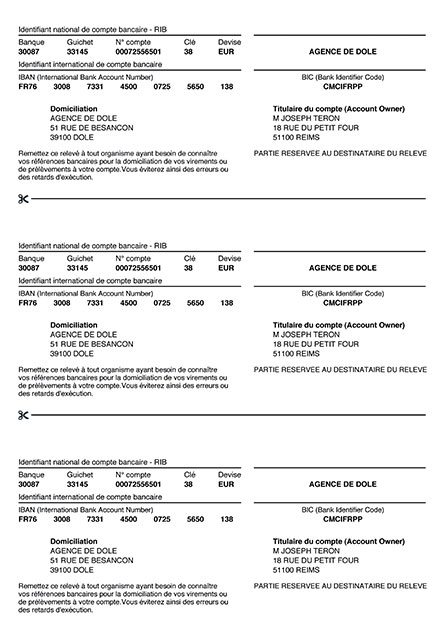 Identifiant national de compte bancaire - RIB
Banque Guichet N° compte Clé Devise
30087 33145 00072556501 38 EUR AGENCE DE DOLE
Identifiant international de compte bancaire
IBAN (International Bank Account Number) BIC (Bank Identifier Code)
FR76 3008 7331 4500 0725 5650 138 CMCIFRPP
Domiciliation Titulaire du compte (Account Owner)
AGENCE DE DOLE M JOSEPH TERON
51 RUE DE BESANCON 18 RUE DU PETIT FOUR
39100 DOLE 51100 REIMS
Remettez ce relevé à tout organisme ayant besoin de connaître PARTIE RESERVEE AU DESTINATAIRE DU RELEVE
vos références bancaires pour la domiciliation de vos virements ou
de prélèvements à votre compte.Vous éviterez ainsi des erreurs ou
des retards d'exécution.
Identifiant national de compte bancaire - RIB
Banque Guichet N° compte Clé Devise
30087 33145 00072556501 38 EUR AGENCE DE DOLE
Identifiant international de compte bancaire
IBAN (International Bank Account Number) BIC (Bank Identifier Code)
FR76 3008 7331 4500 0725 5650 138 CMCIFRPP
Domiciliation Titulaire du compte (Account Owner)
AGENCE DE DOLE M JOSEPH TERON
51 RUE DE BESANCON 18 RUE DU PETIT FOUR
39100 DOLE 51100 REIMS
Remettez ce relevé à tout organisme ayant besoin de connaître PARTIE RESERVEE AU DESTINATAIRE DU RELEVE
vos références bancaires pour la domiciliation de vos virements ou
de prélèvements à votre compte.Vous éviterez ainsi des erreurs ou
des retards d'exécution.
Identifiant national de compte bancaire - RIB
Banque Guichet N° compte Clé Devise
30087 33145 00072556501 38 EUR AGENCE DE DOLE
Identifiant international de compte bancaire
IBAN (International Bank Account Number) BIC (Bank Identifier Code)
FR76 3008 7331 4500 0725 5650 138 CMCIFRPP
Domiciliation Titulaire du compte (Account Owner)
AGENCE DE DOLE M JOSEPH TERON
51 RUE DE BESANCON 18 RUE DU PETIT FOUR
39100 DOLE 51100 REIMS
Remettez ce relevé à tout organisme ayant besoin de connaître PARTIE RESERVEE AU DESTINATAIRE DU RELEVE
vos références bancaires pour la domiciliation de vos virements ou
de prélèvements à votre compte.Vous éviterez ainsi des erreurs ou
des retards d'exécution.